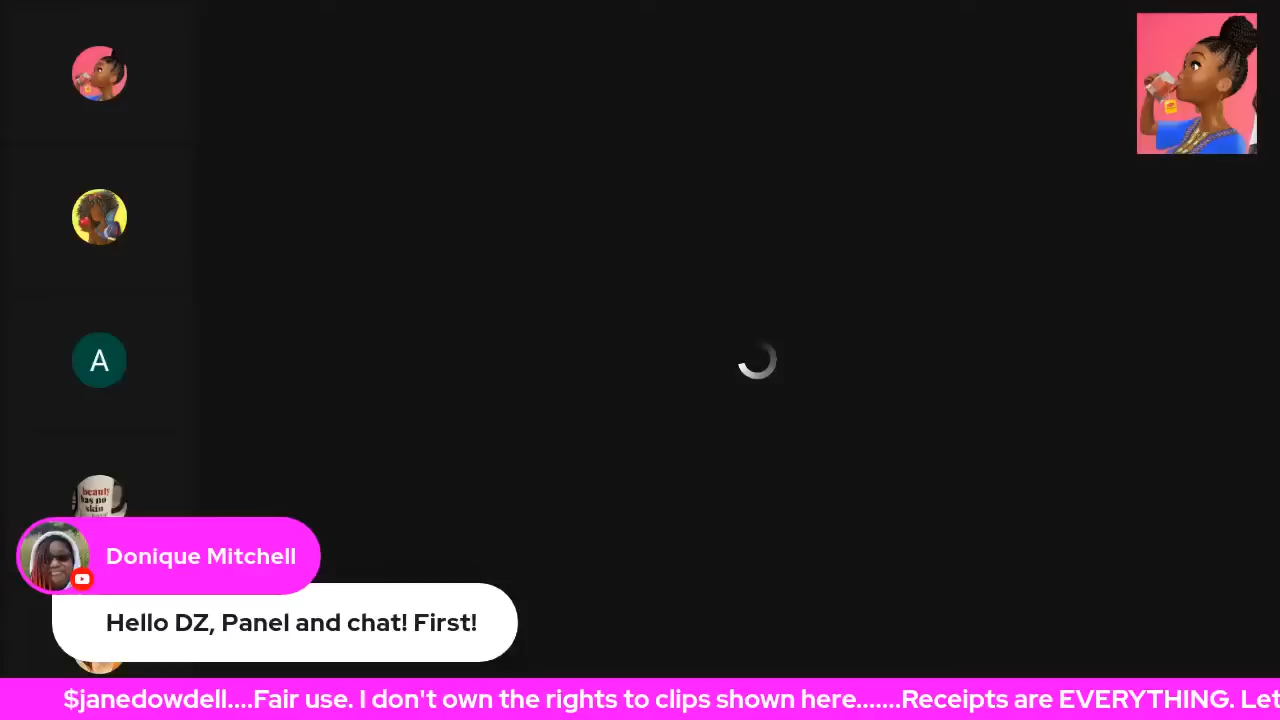 A
beauty
has no
skin
Donique Mitchell
Hello DZ, Panel and chat! First!
$janedowdell....Fair use. I don't own the rights to clips shown here.......Receipts are EVERYTHING. Let